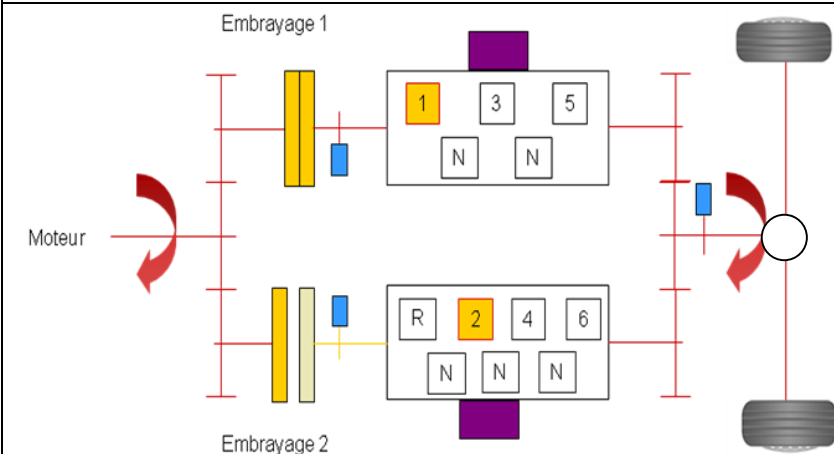 Embrayage 1
1 3 5
N N
Moteur
R 2 4 6
N N N
Embrayage 2